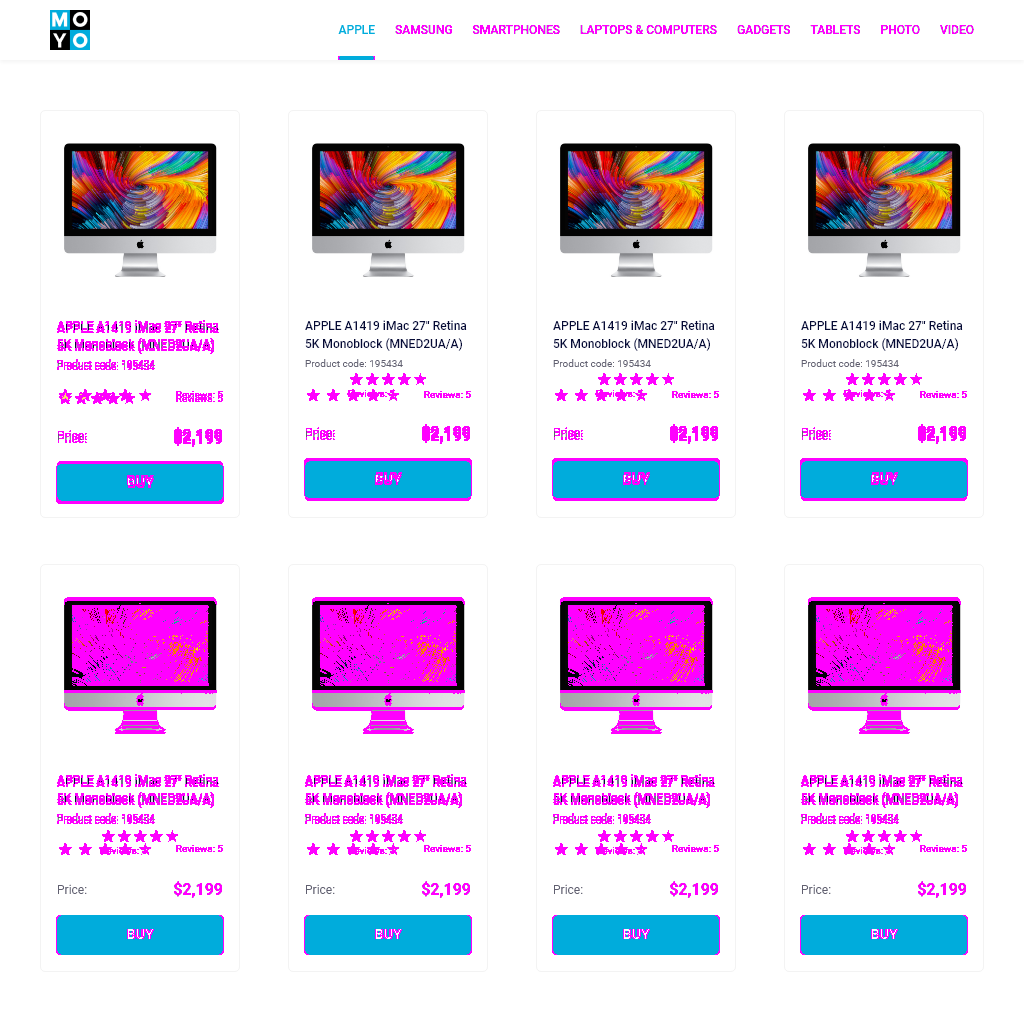 MO
YO
APPLE SAMSUNG SMARTPHONES LAPTOPS & COMPUTERS GADGETS TABLETS PHOTO VIDEO
APPLE A1419 iMac 27" Retina
5K Monoblock (MNED2UA/A)
Product code: 195434
Reviews: 5
Price: $2,199
BUY
APPLE A1419 iMac 27" Retina
5K Monoblock (MNED2UA/A)
Product code: 195434
Reviews: 5
Price: $2,199
BUY
APPLE A1419 iMac 27" Retina
5K Monoblock (MNED2UA/A)
Product code: 195434
Reviews: 5
Price: $2,199
BUY
APPLE A1419 iMac 27" Retina
5K Monoblock (MNED2UA/A)
Product code: 195434
Reviews: 5
Price: $2,199
BUY
APPLE A1419 iMac 27" Retina
5K Monoblock (MNED2UA/A)
Product code: 195434
Reviews: 5
Price: $2,199
BUY
APPLE A1419 iMac 27" Retina
5K Monoblock (MNED2UA/A)
Product code: 195434
Reviews: 5
Price: $2,199
BUY
APPLE A1419 iMac 27" Retina
5K Monoblock (MNED2UA/A)
Product code: 195434
Reviews: 5
Price: $2,199
BUY
APPLE A1419 iMac 27" Retina
5K Monoblock (MNED2UA/A)
Product code: 195434
Reviews: 5
Price: $2,199
BUY